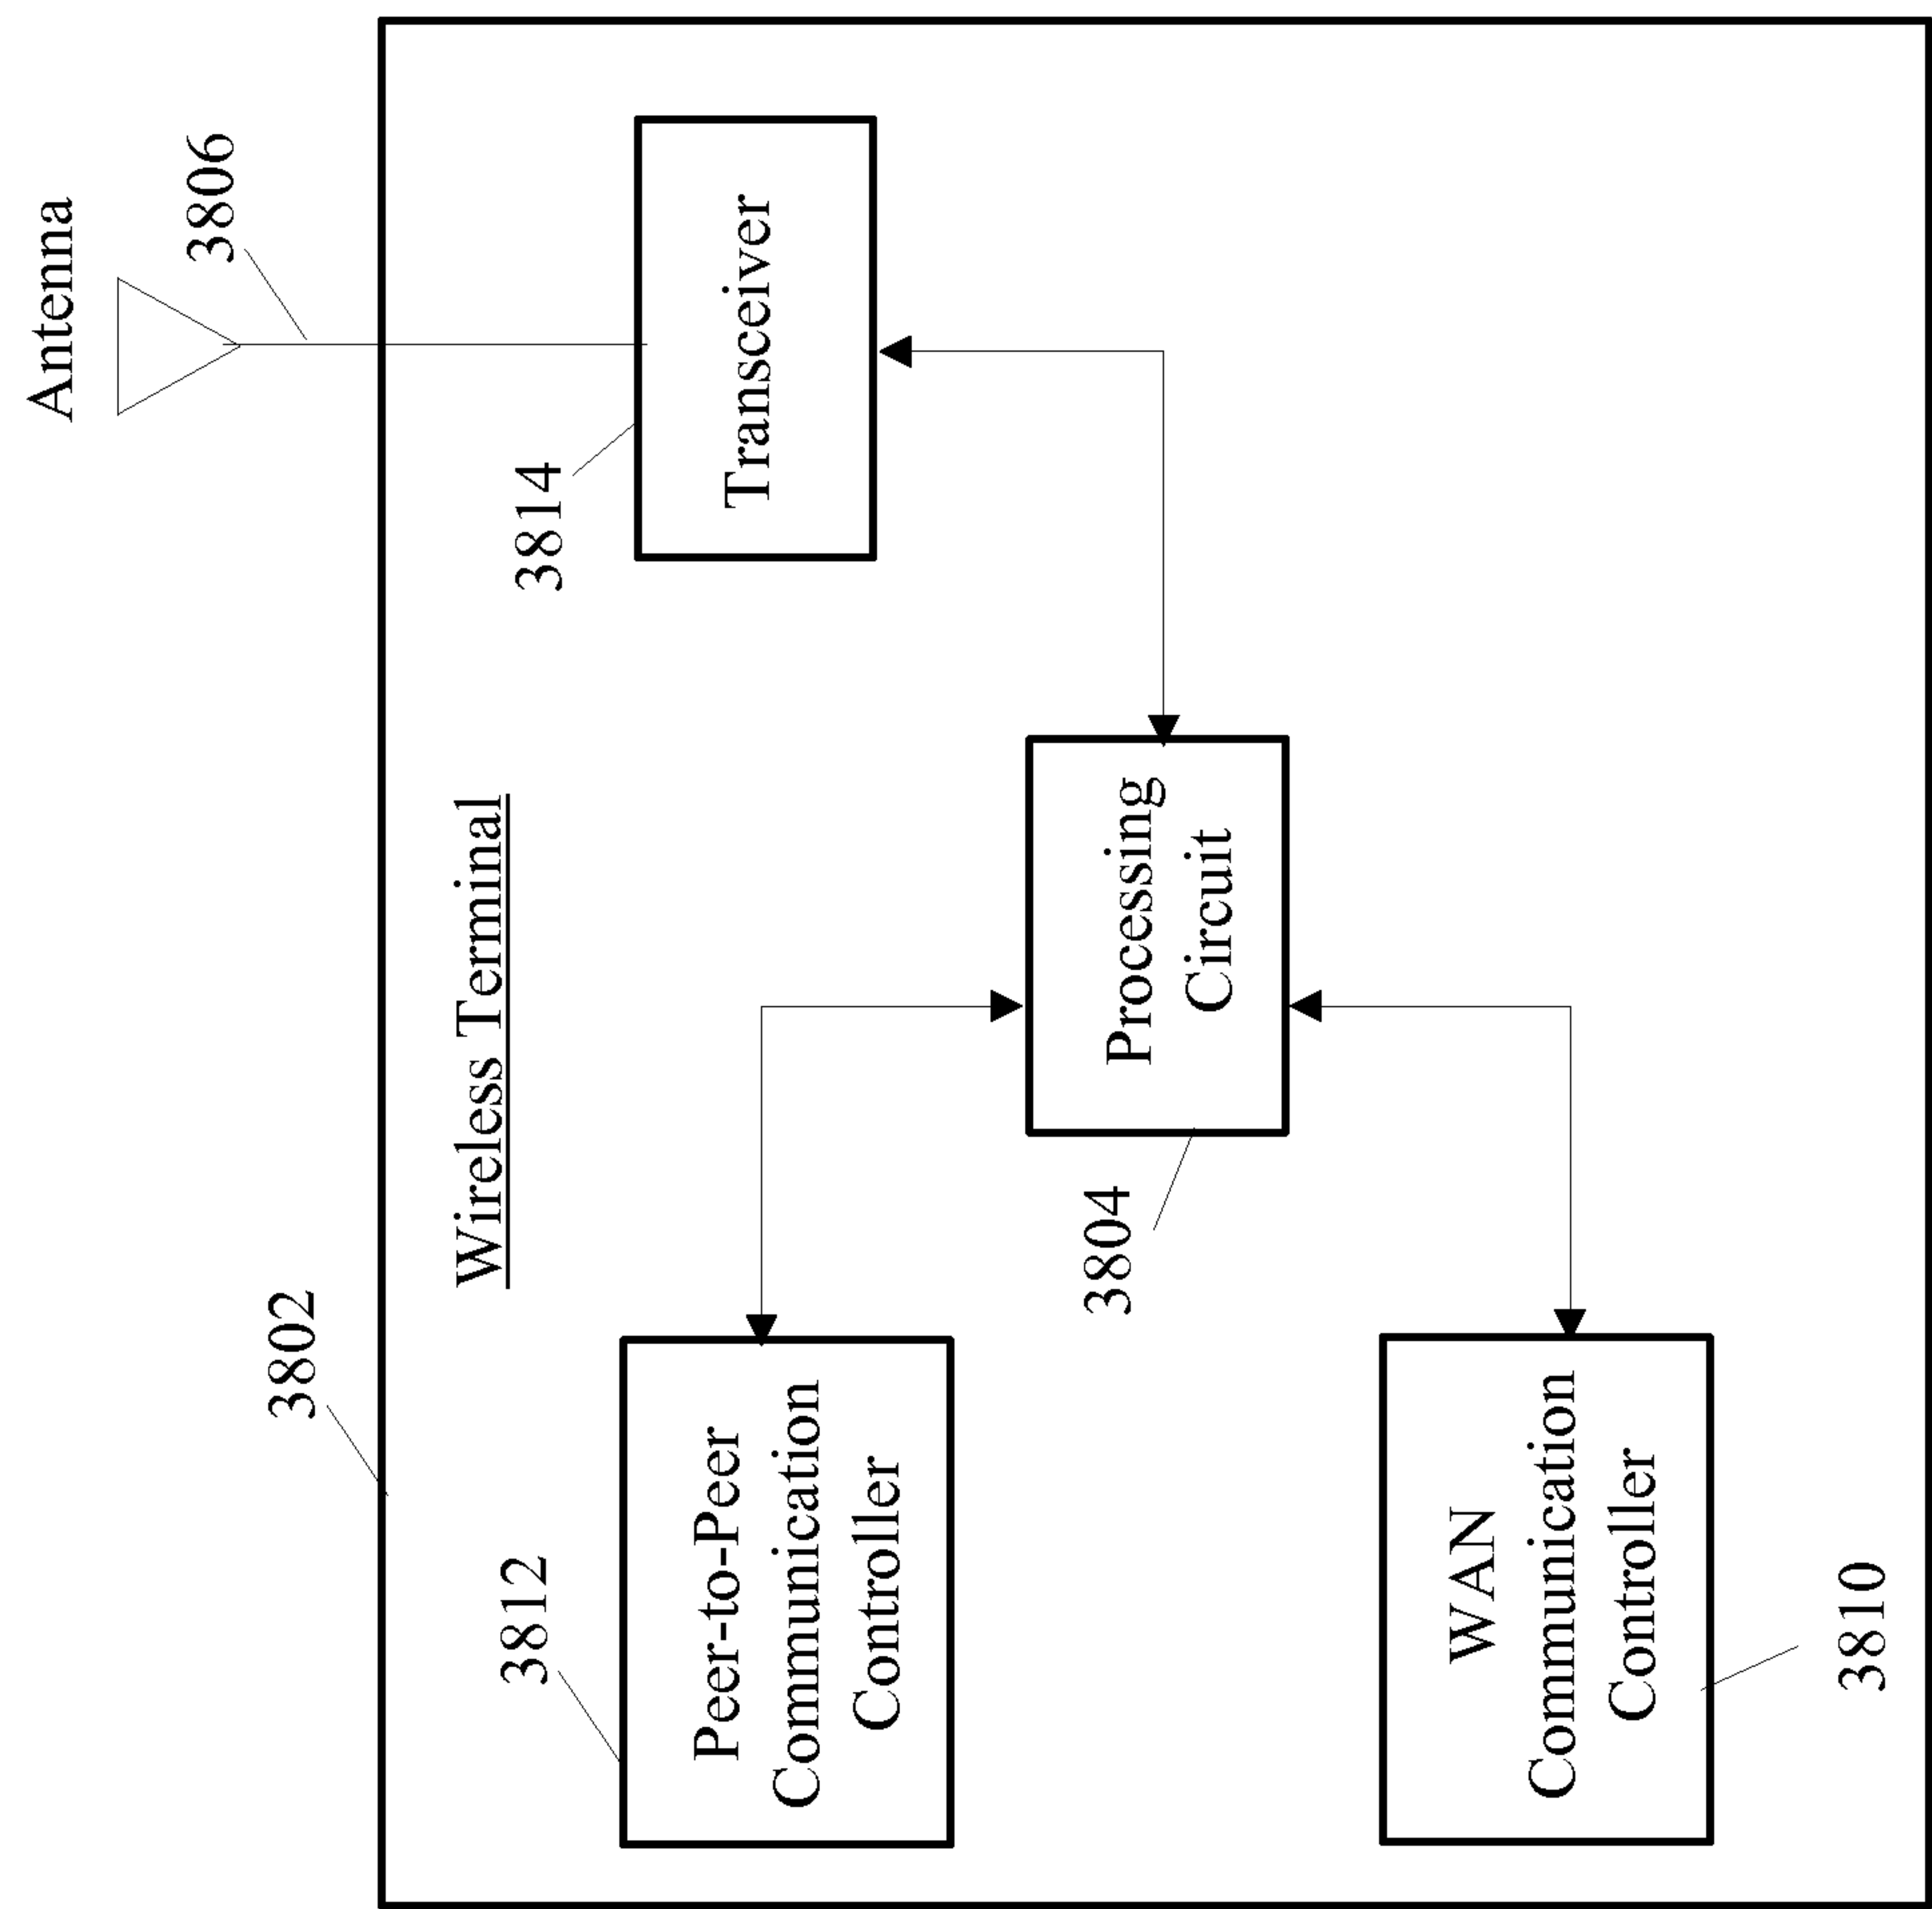 Antenna
3806
3802
Wireless Terminal
3814
Transceiver
3812
Peer-to-Peer
Communication
Controller
3804
Processing
Circuit
WAN
Communication
Controller
3810